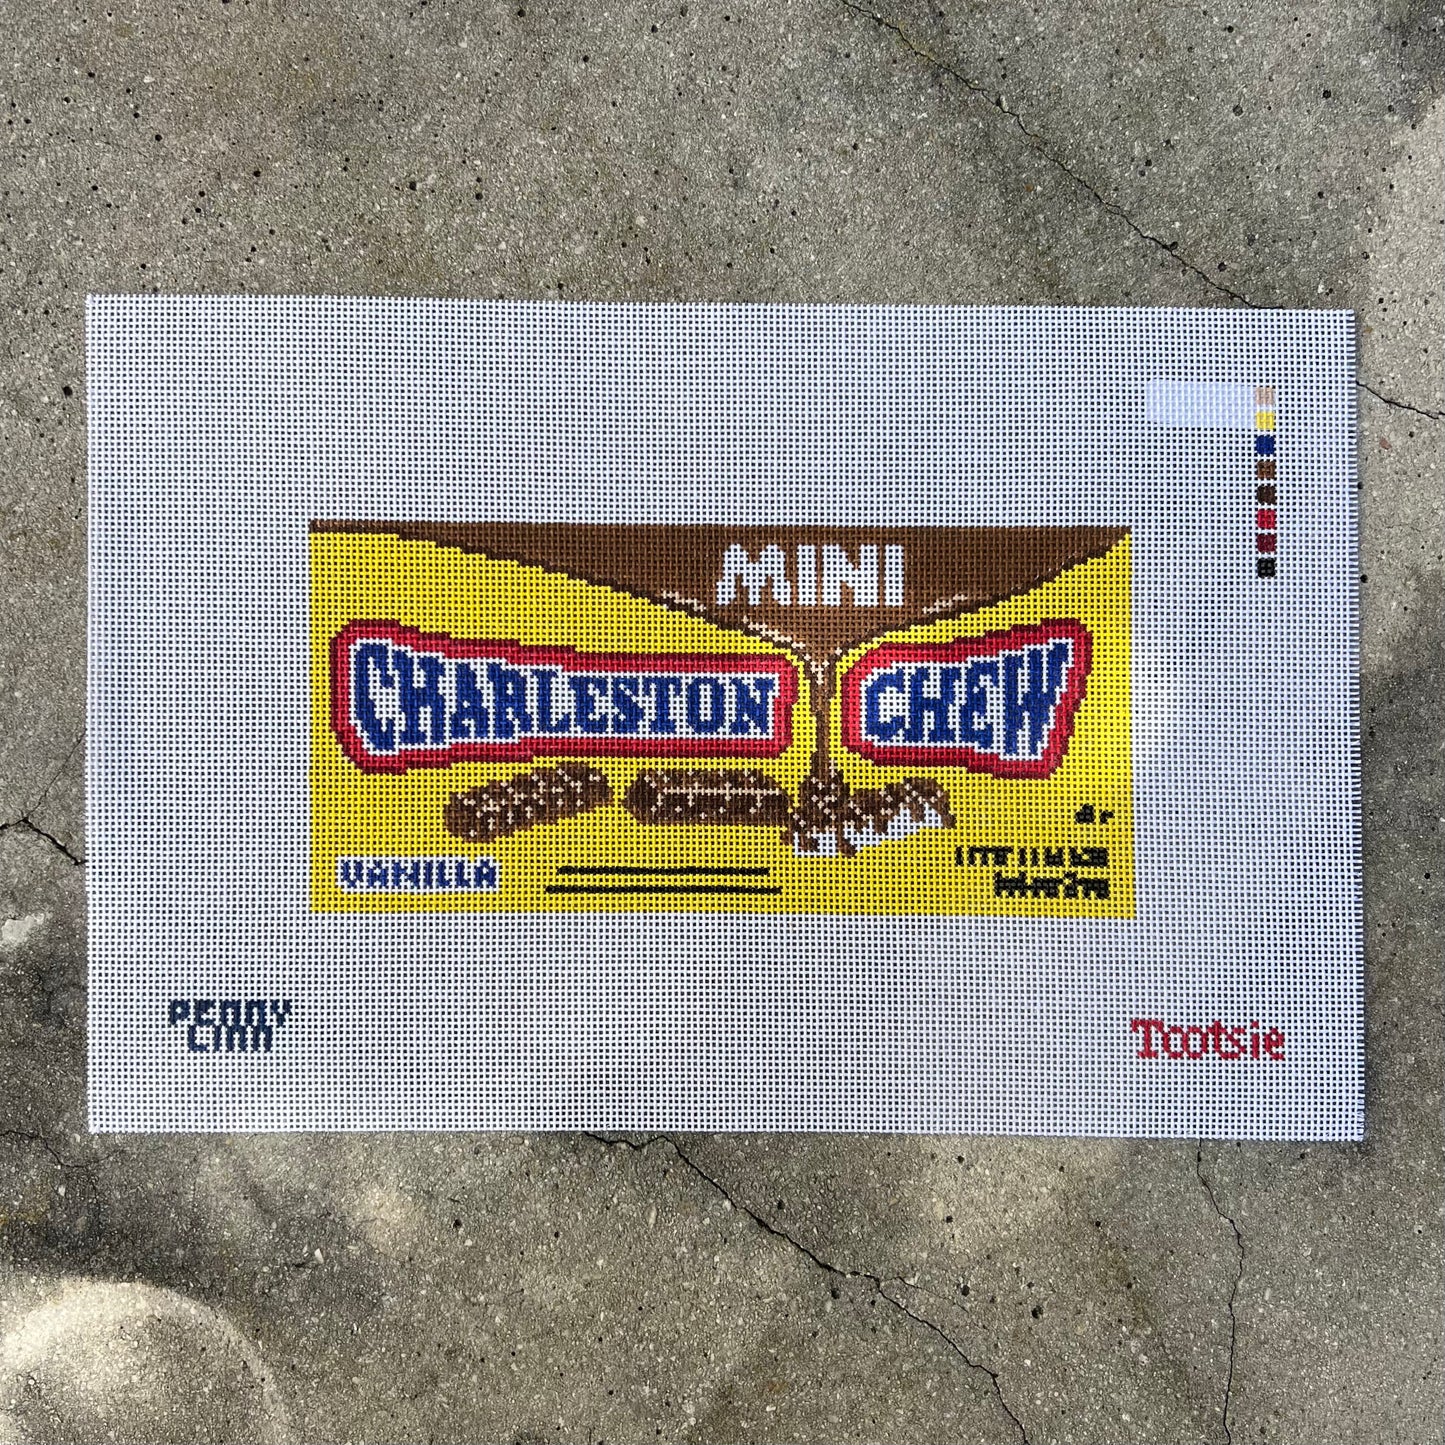 MINI
CHARLESTON CHEW
VANILLA
PENNY
LINN
Tootsie